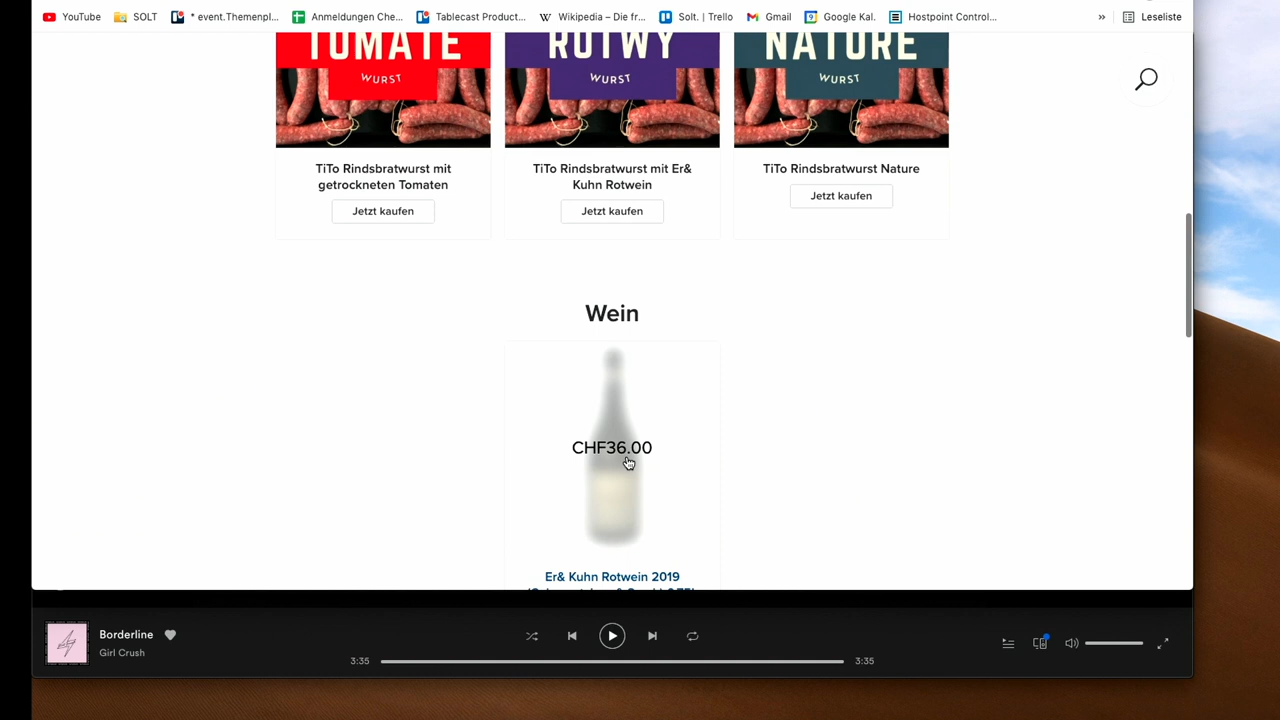 YouTube
SOLT
* event.Themenpl...
Anmeldungen Che...
Tablecast Product...
Wikipedia – Die fr...
Solt. | Trello
Gmail
Google Kal.
Hostpoint Control...
»
Leseliste
TOMATE
WURST
ROTWY
WURST
NATURE
WURST
TiTo Rindsbratwurst mit
getrockneten Tomaten
Jetzt kaufen
TiTo Rindsbratwurst mit Er&
Kuhn Rotwein
Jetzt kaufen
TiTo Rindsbratwurst Nature
Jetzt kaufen
Wein
CHF36.00
Er& Kuhn Rotwein 2019
Borderline
Girl Crush
3:35
3:35